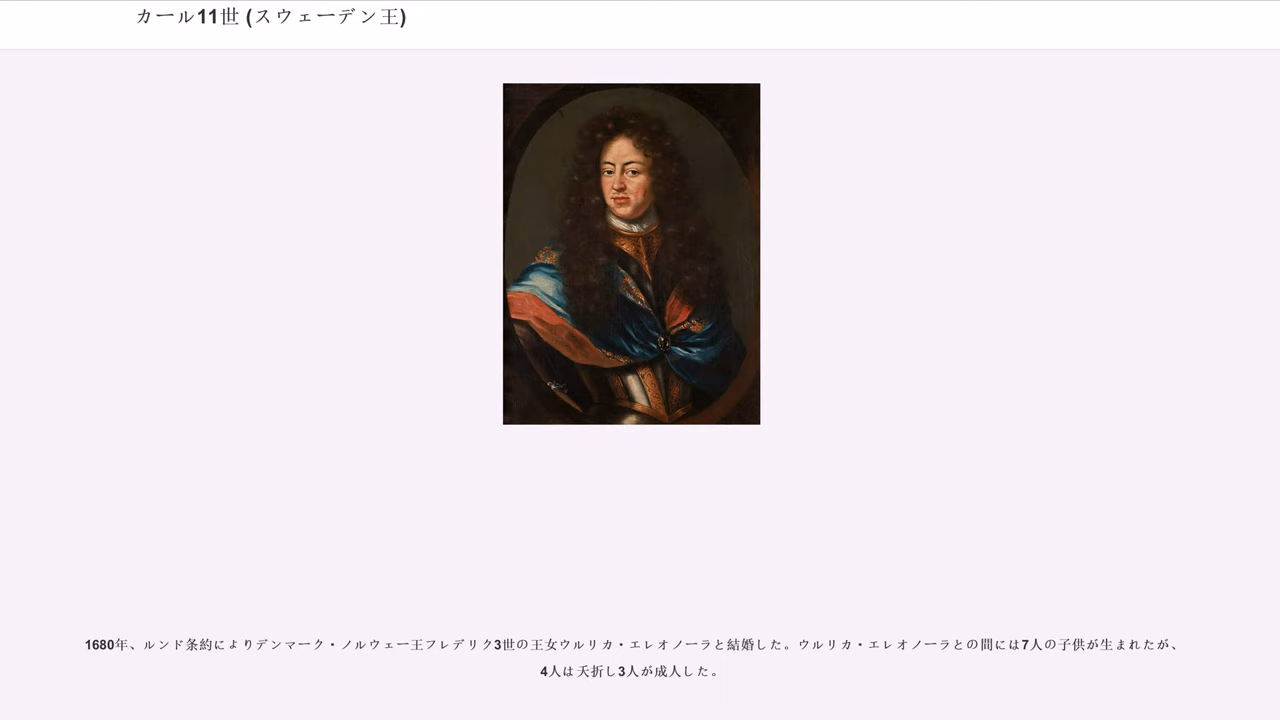 カール11世 (スウェーデン王)
1680年、ルンド条約によりデンマーク・ノルウェー王フレデリク3世の王女ウルリカ・エレオノーラと結婚した。ウルリカ・エレオノーラとの間には7人の子供が生まれたが、
4人は夭折し3人が成人した。